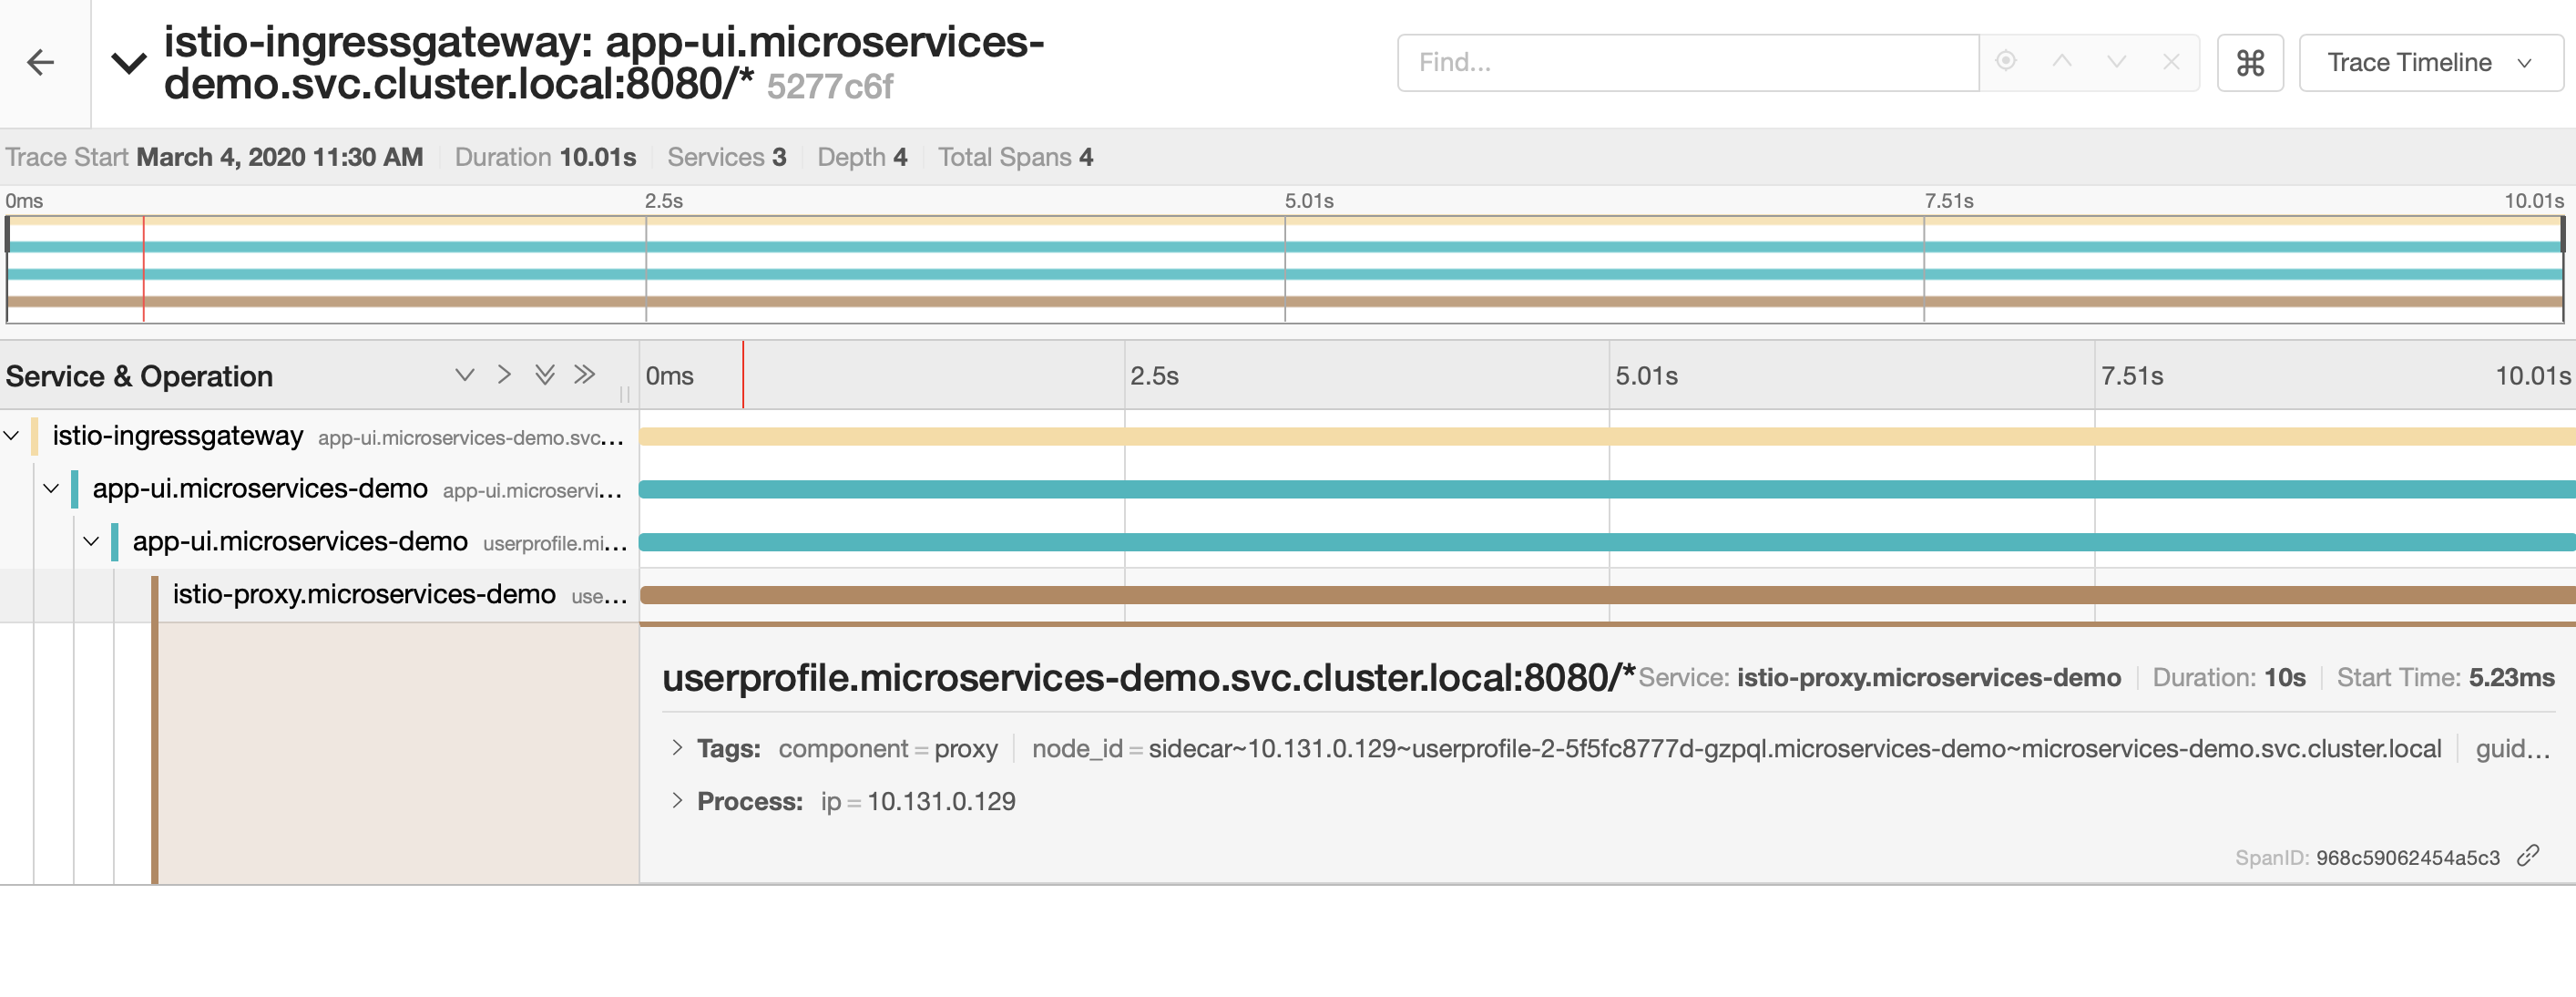 istio-ingressgateway: app-ui.microservices-
demo.svc.cluster.local:8080/* 5277c6f
Find...
Trace Timeline
Trace Start March 4, 2020 11:30 AM Duration 10.01s Services 3 Depth 4 Total Spans 4
0ms 2.5s 5.01s 7.51s 10.01s
Service & Operation 0ms 2.5s 5.01s 7.51s 10.01s
istio-ingressgateway app-ui.microservices-demo.svc...
app-ui.microservices-demo app-ui.microservi...
app-ui.microservices-demo userprofile.mi...
istio-proxy.microservices-demo use...
userprofile.microservices-demo.svc.cluster.local:8080/* Service: istio-proxy.microservices-demo Duration: 10s Start Time: 5.23ms
Tags: component = proxy node_id = sidecar~10.131.0.129~userprofile-2-5f5fc8777d-gzpql.microservices-demo~microservices-demo.svc.cluster.local guid...
Process: ip = 10.131.0.129
SpanID: 968c59062454a5c3